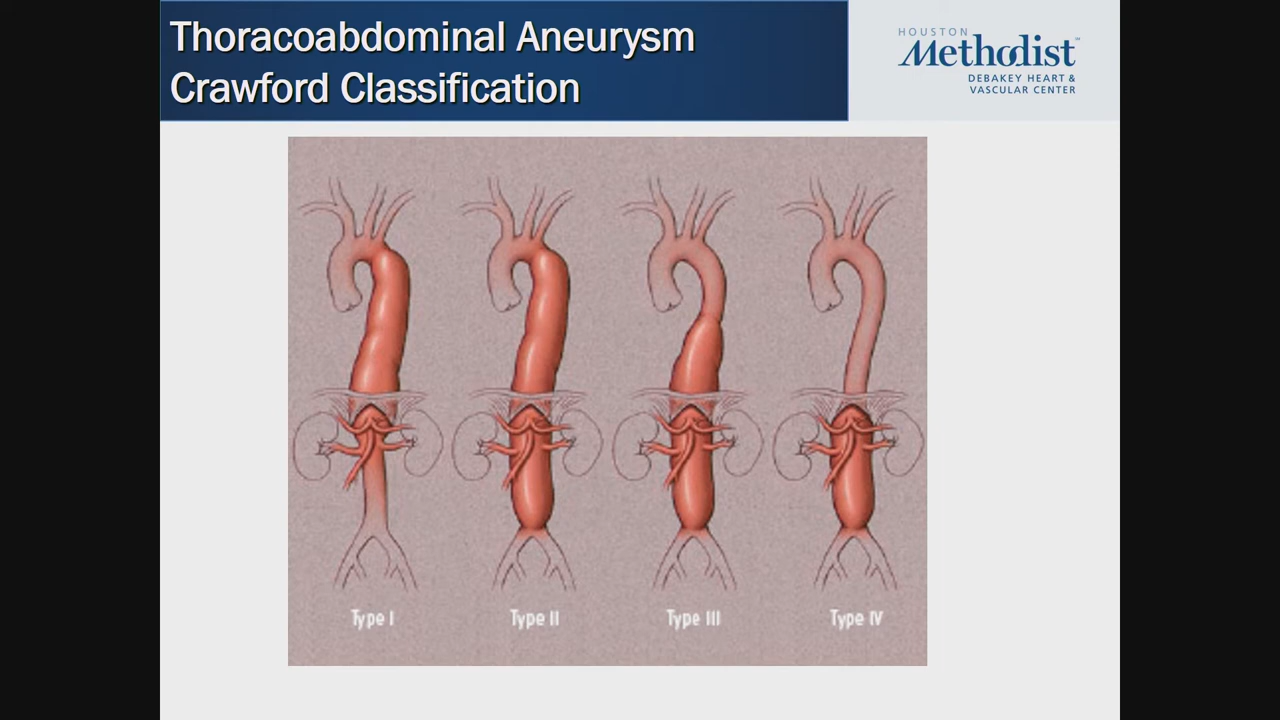 Thoracoabdominal Aneurysm
Crawford Classification
HOUSTON
Methodist
DEBAKEY HEART &
VASCULAR CENTER
Type I
Type II
Type III
Type IV